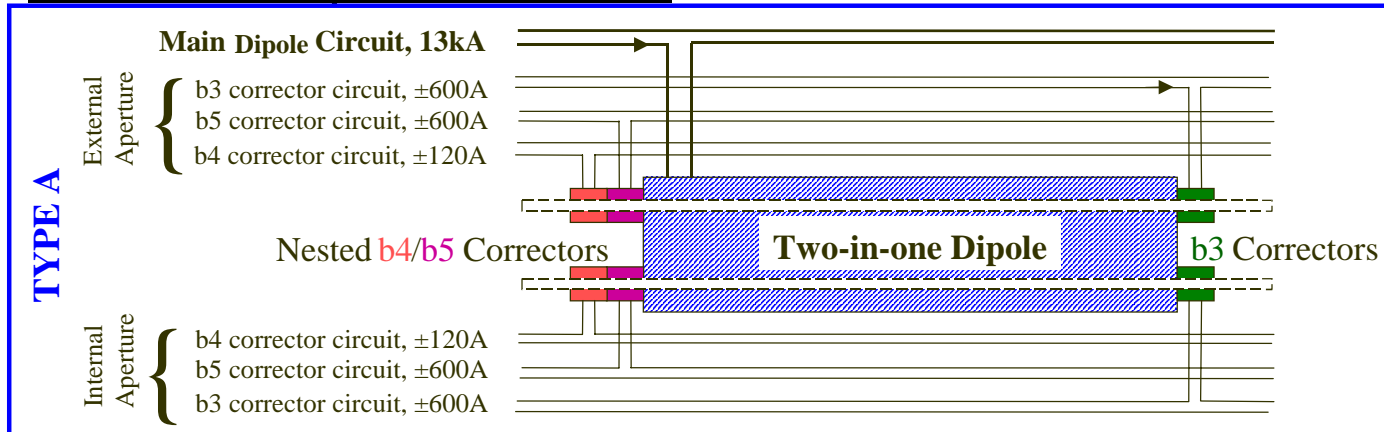 Main Dipole Circuit, 13kA
External
Aperture
b3 corrector circuit, ±600A
b5 corrector circuit, ±600A
b4 corrector circuit, ±120A
TYPE A
Nested b4/b5 Correctors
Two-in-one Dipole
b3 Correctors
Internal
Aperture
b4 corrector circuit, ±120A
b5 corrector circuit, ±600A
b3 corrector circuit, ±600A